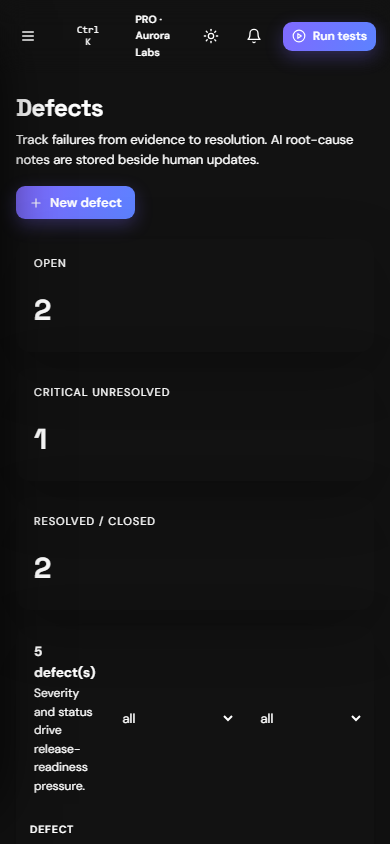 Ctrl
K
PRO ·
Aurora
Labs
Run tests
Defects
Track failures from evidence to resolution. AI root-cause
notes are stored beside human updates.
New defect
OPEN
2
CRITICAL UNRESOLVED
1
RESOLVED / CLOSED
2
5
defect(s)
Severity
and status
drive
release-
readiness
pressure.
all
all
DEFECT